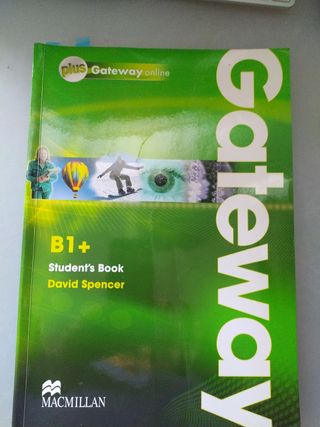 plus Gateway online
Gateway
B1+
Student's Book
David Spencer
MACMILLAN